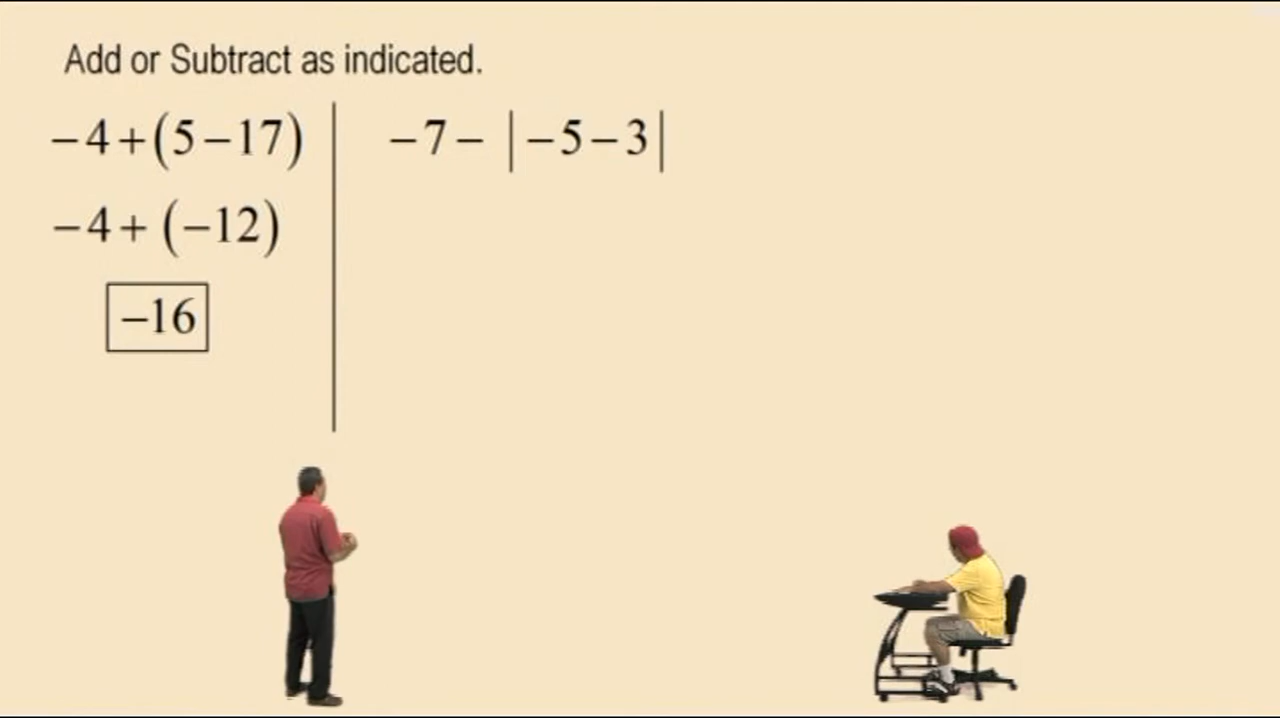 Add or Subtract as indicated.
−4+(5−17)
−4+ (−12)
−16
−7− |−5−3|